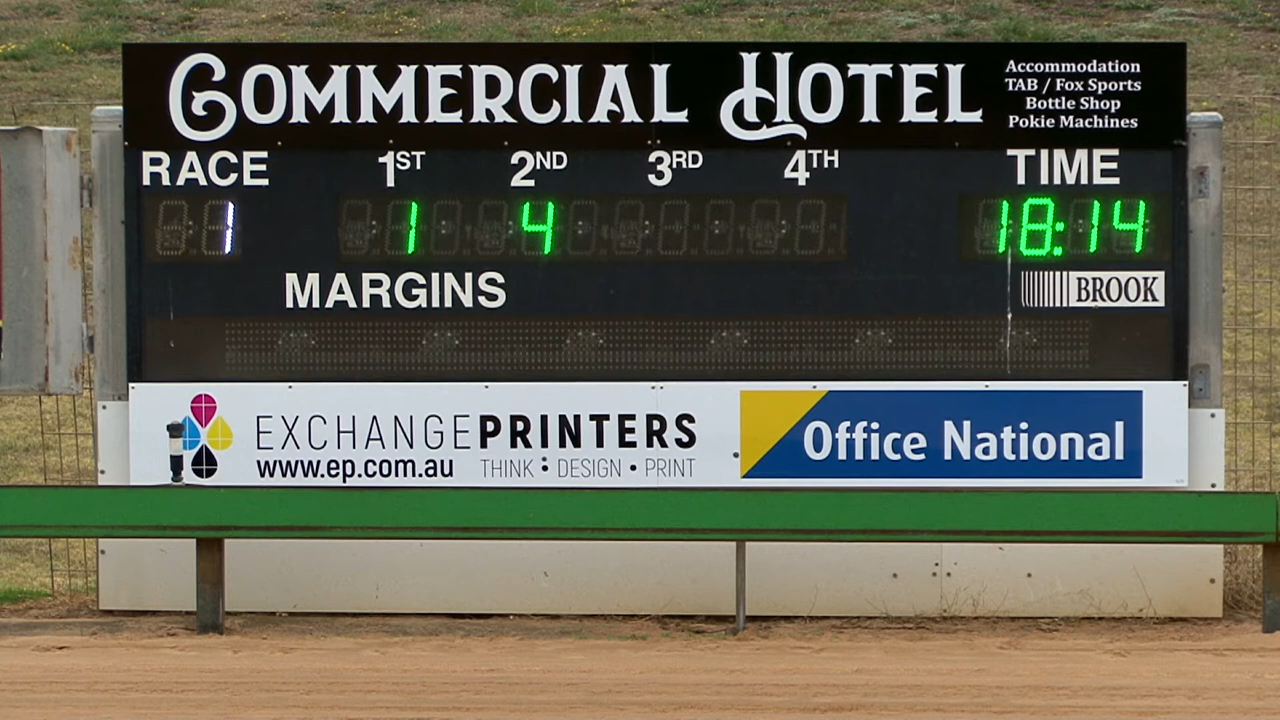 COMMERCIAL HOTEL
Accommodation
TAB / Fox Sports
Bottle Shop
Pokie Machines
RACE 1ST 2ND 3RD 4TH TIME
1 1 4 18:14
MARGINS
BROOK
EXCHANGEPRINTERS
www.ep.com.au THINK : DESIGN • PRINT
Office National